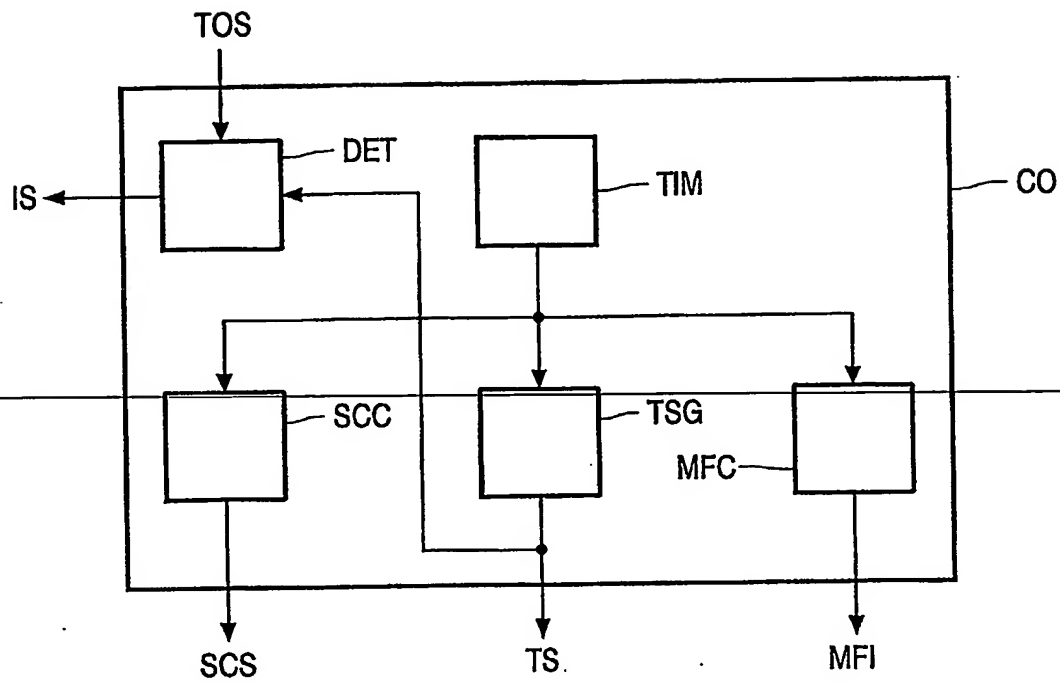 TOS
DET
TIM
IS
CO
SCC
TSG
MFC
SCS
TS.
MFI